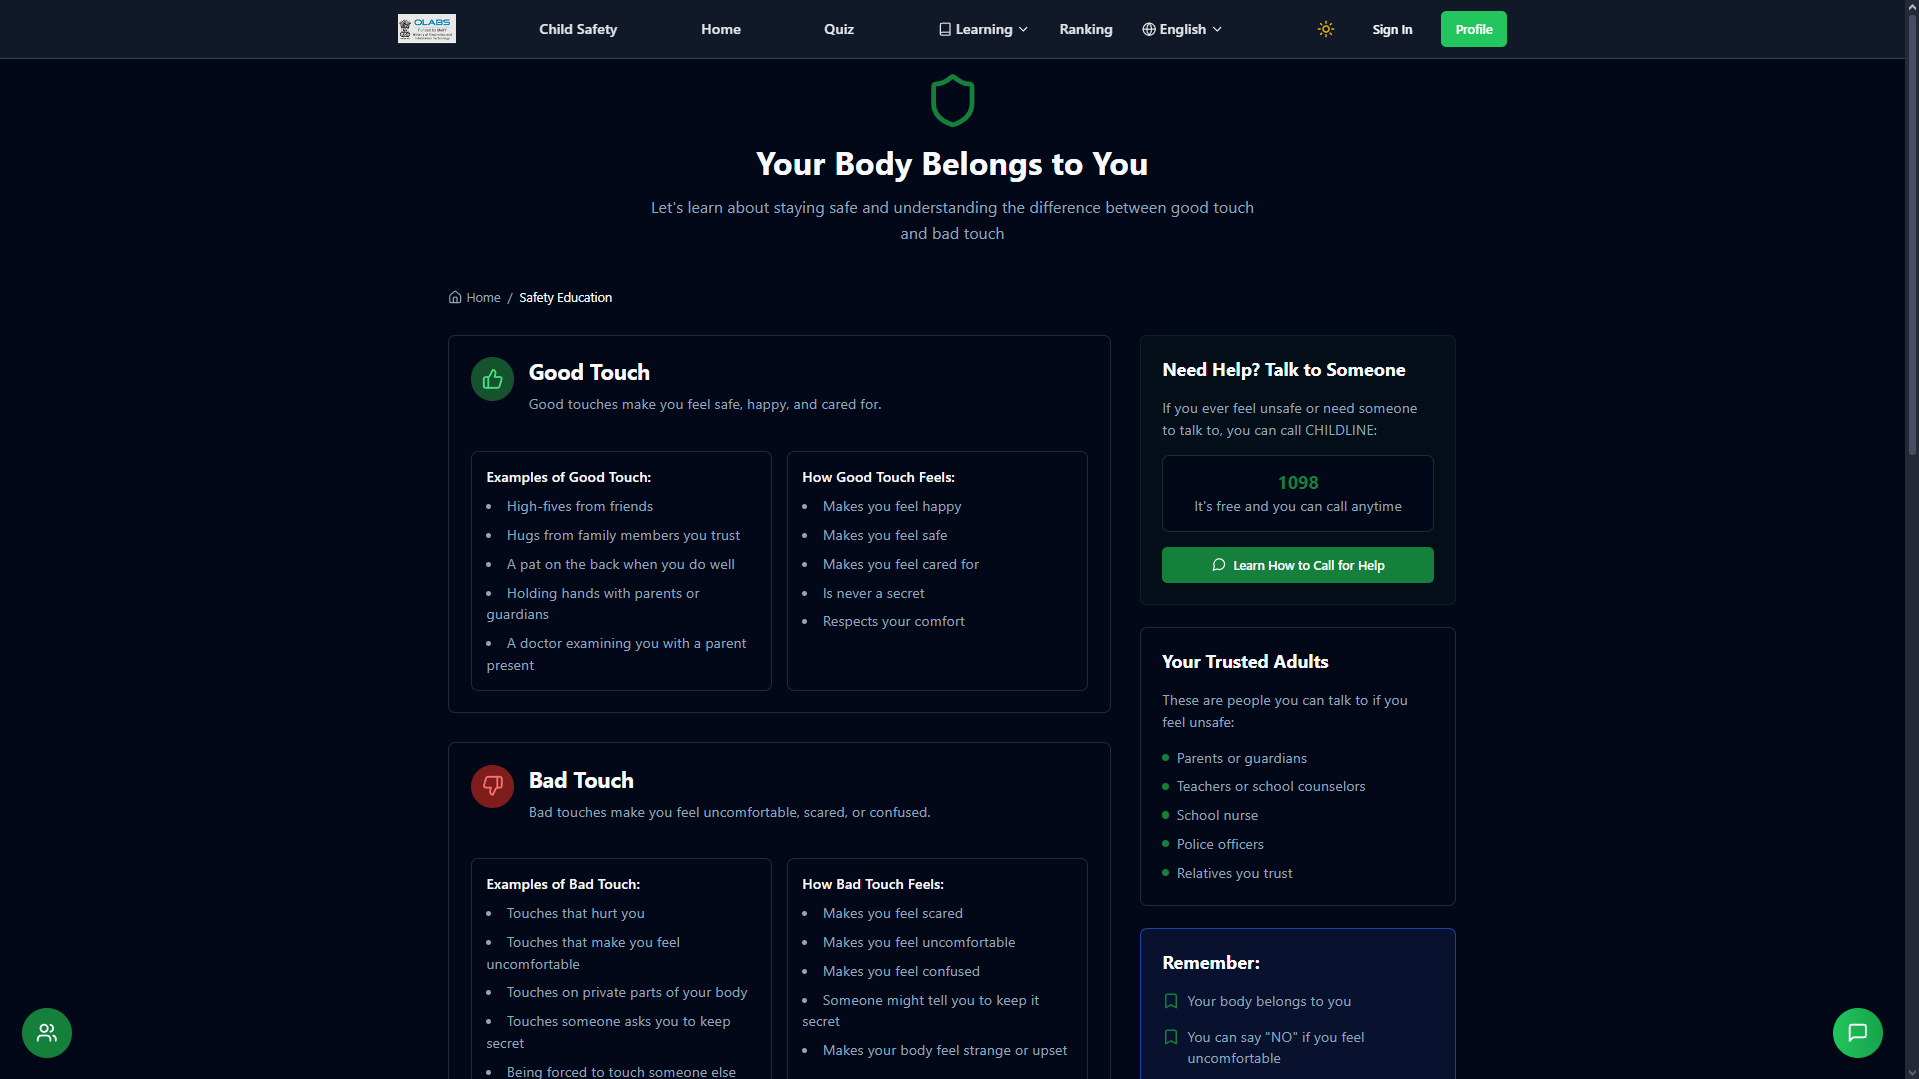 OLABS
Child Safety
Home
Quiz
Learning
Ranking
English
Sign In
Profile
Your Body Belongs to You
Let's learn about staying safe and understanding the difference between good touch
and bad touch
Home / Safety Education
Good Touch
Good touches make you feel safe, happy, and cared for.
Examples of Good Touch:
High-fives from friends
Hugs from family members you trust
A pat on the back when you do well
Holding hands with parents or
guardians
A doctor examining you with a parent
present
How Good Touch Feels:
Makes you feel happy
Makes you feel safe
Makes you feel cared for
Is never a secret
Respects your comfort
Bad Touch
Bad touches make you feel uncomfortable, scared, or confused.
Examples of Bad Touch:
Touches that hurt you
Touches that make you feel
uncomfortable
Touches on private parts of your body
Touches someone asks you to keep
secret
Being forced to touch someone else
How Bad Touch Feels:
Makes you feel scared
Makes you feel uncomfortable
Makes you feel confused
Someone might tell you to keep it
secret
Makes your body feel strange or upset
Need Help? Talk to Someone
If you ever feel unsafe or need someone
to talk to, you can call CHILDLINE:
1098
It's free and you can call anytime
Learn How to Call for Help
Your Trusted Adults
These are people you can talk to if you
feel unsafe:
Parents or guardians
Teachers or school counselors
School nurse
Police officers
Relatives you trust
Remember:
Your body belongs to you
You can say "NO" if you feel
uncomfortable